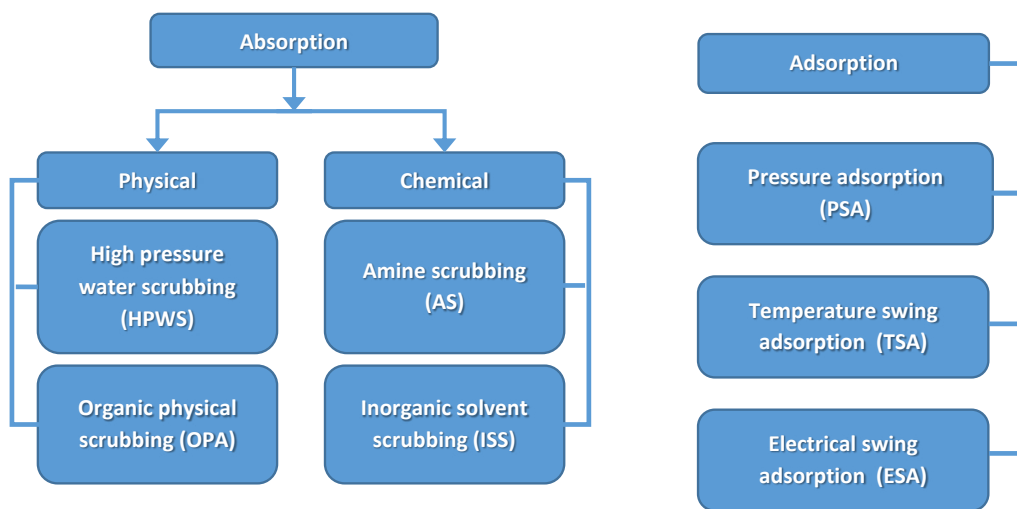 Absorption
Physical
High pressure
water scrubbing
(HPWS)
Organic physical
scrubbing (OPA)
Chemical
Amine scrubbing
(AS)
Inorganic solvent
scrubbing (ISS)
Adsorption
Pressure adsorption
(PSA)
Temperature swing
adsorption (TSA)
Electrical swing
adsorption (ESA)